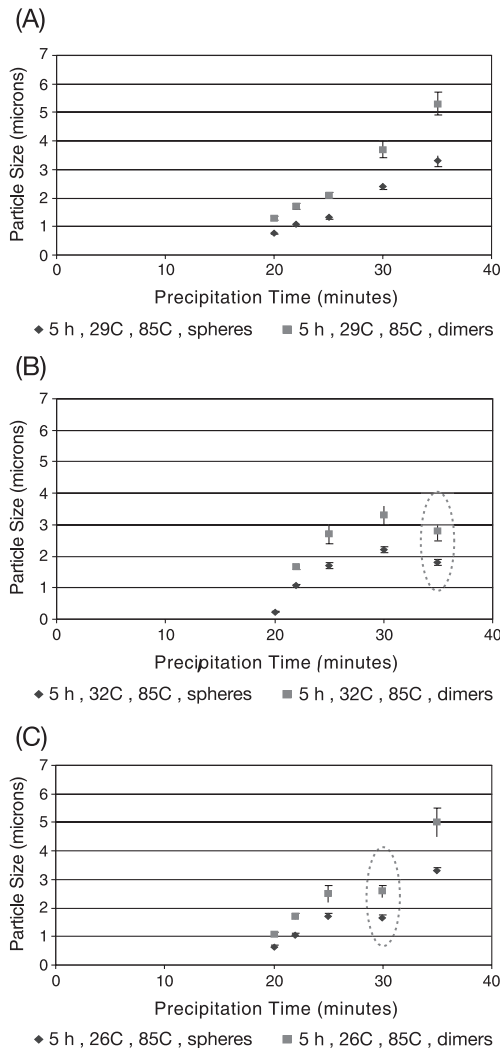 (A)
7
6
5
4
3
2
1
0
Particle Size (microns)
0 10 20 30 40
Precipitation Time (minutes)
5 h , 29C , 85C , spheres 5 h , 29C , 85C , dimers
(B)
7
6
5
4
3
2
1
0
Particle Size (microns)
0 10 20 30 40
Precipitation Time (minutes)
5 h , 32C , 85C , spheres 5 h , 32C , 85C , dimers
(C)
7
6
5
4
3
2
1
0
Particle Size (microns)
0 10 20 30 40
Precipitation Time (minutes)
5 h , 26C , 85C , spheres 5 h , 26C , 85C , dimers